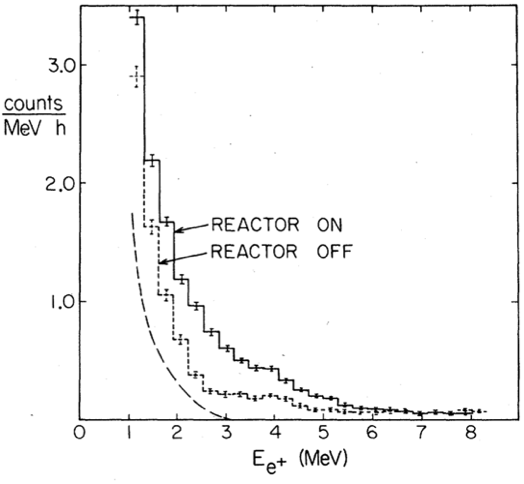 3.0
counts
MeV h
2.0
REACTOR ON
REACTOR OFF
1.0
0
0 1 2 3 4 5 6 7 8
Ee+ (MeV)